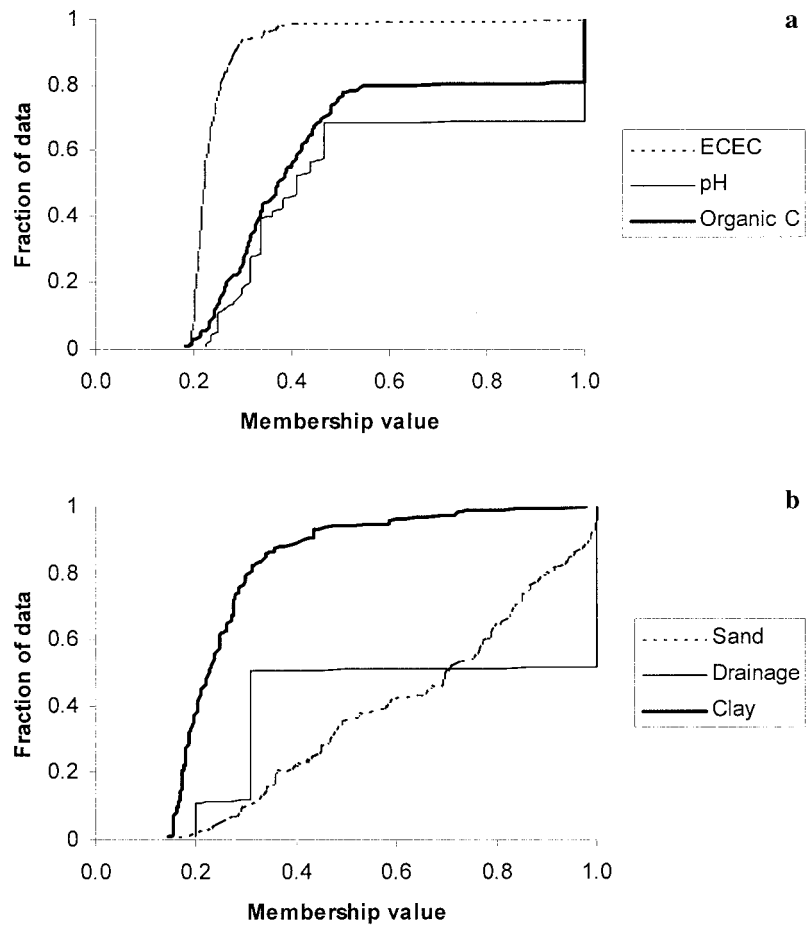 a
1
0.8
0.6
0.4
0.2
0
Fraction of data
0.0 0.2 0.4 0.6 0.8 1.0
Membership value
ECEC
pH
Organic C
b
1
0.8
0.6
0.4
0.2
0
Fraction of data
0.0 0.2 0.4 0.6 0.8 1.0
Membership value
Sand
Drainage
Clay